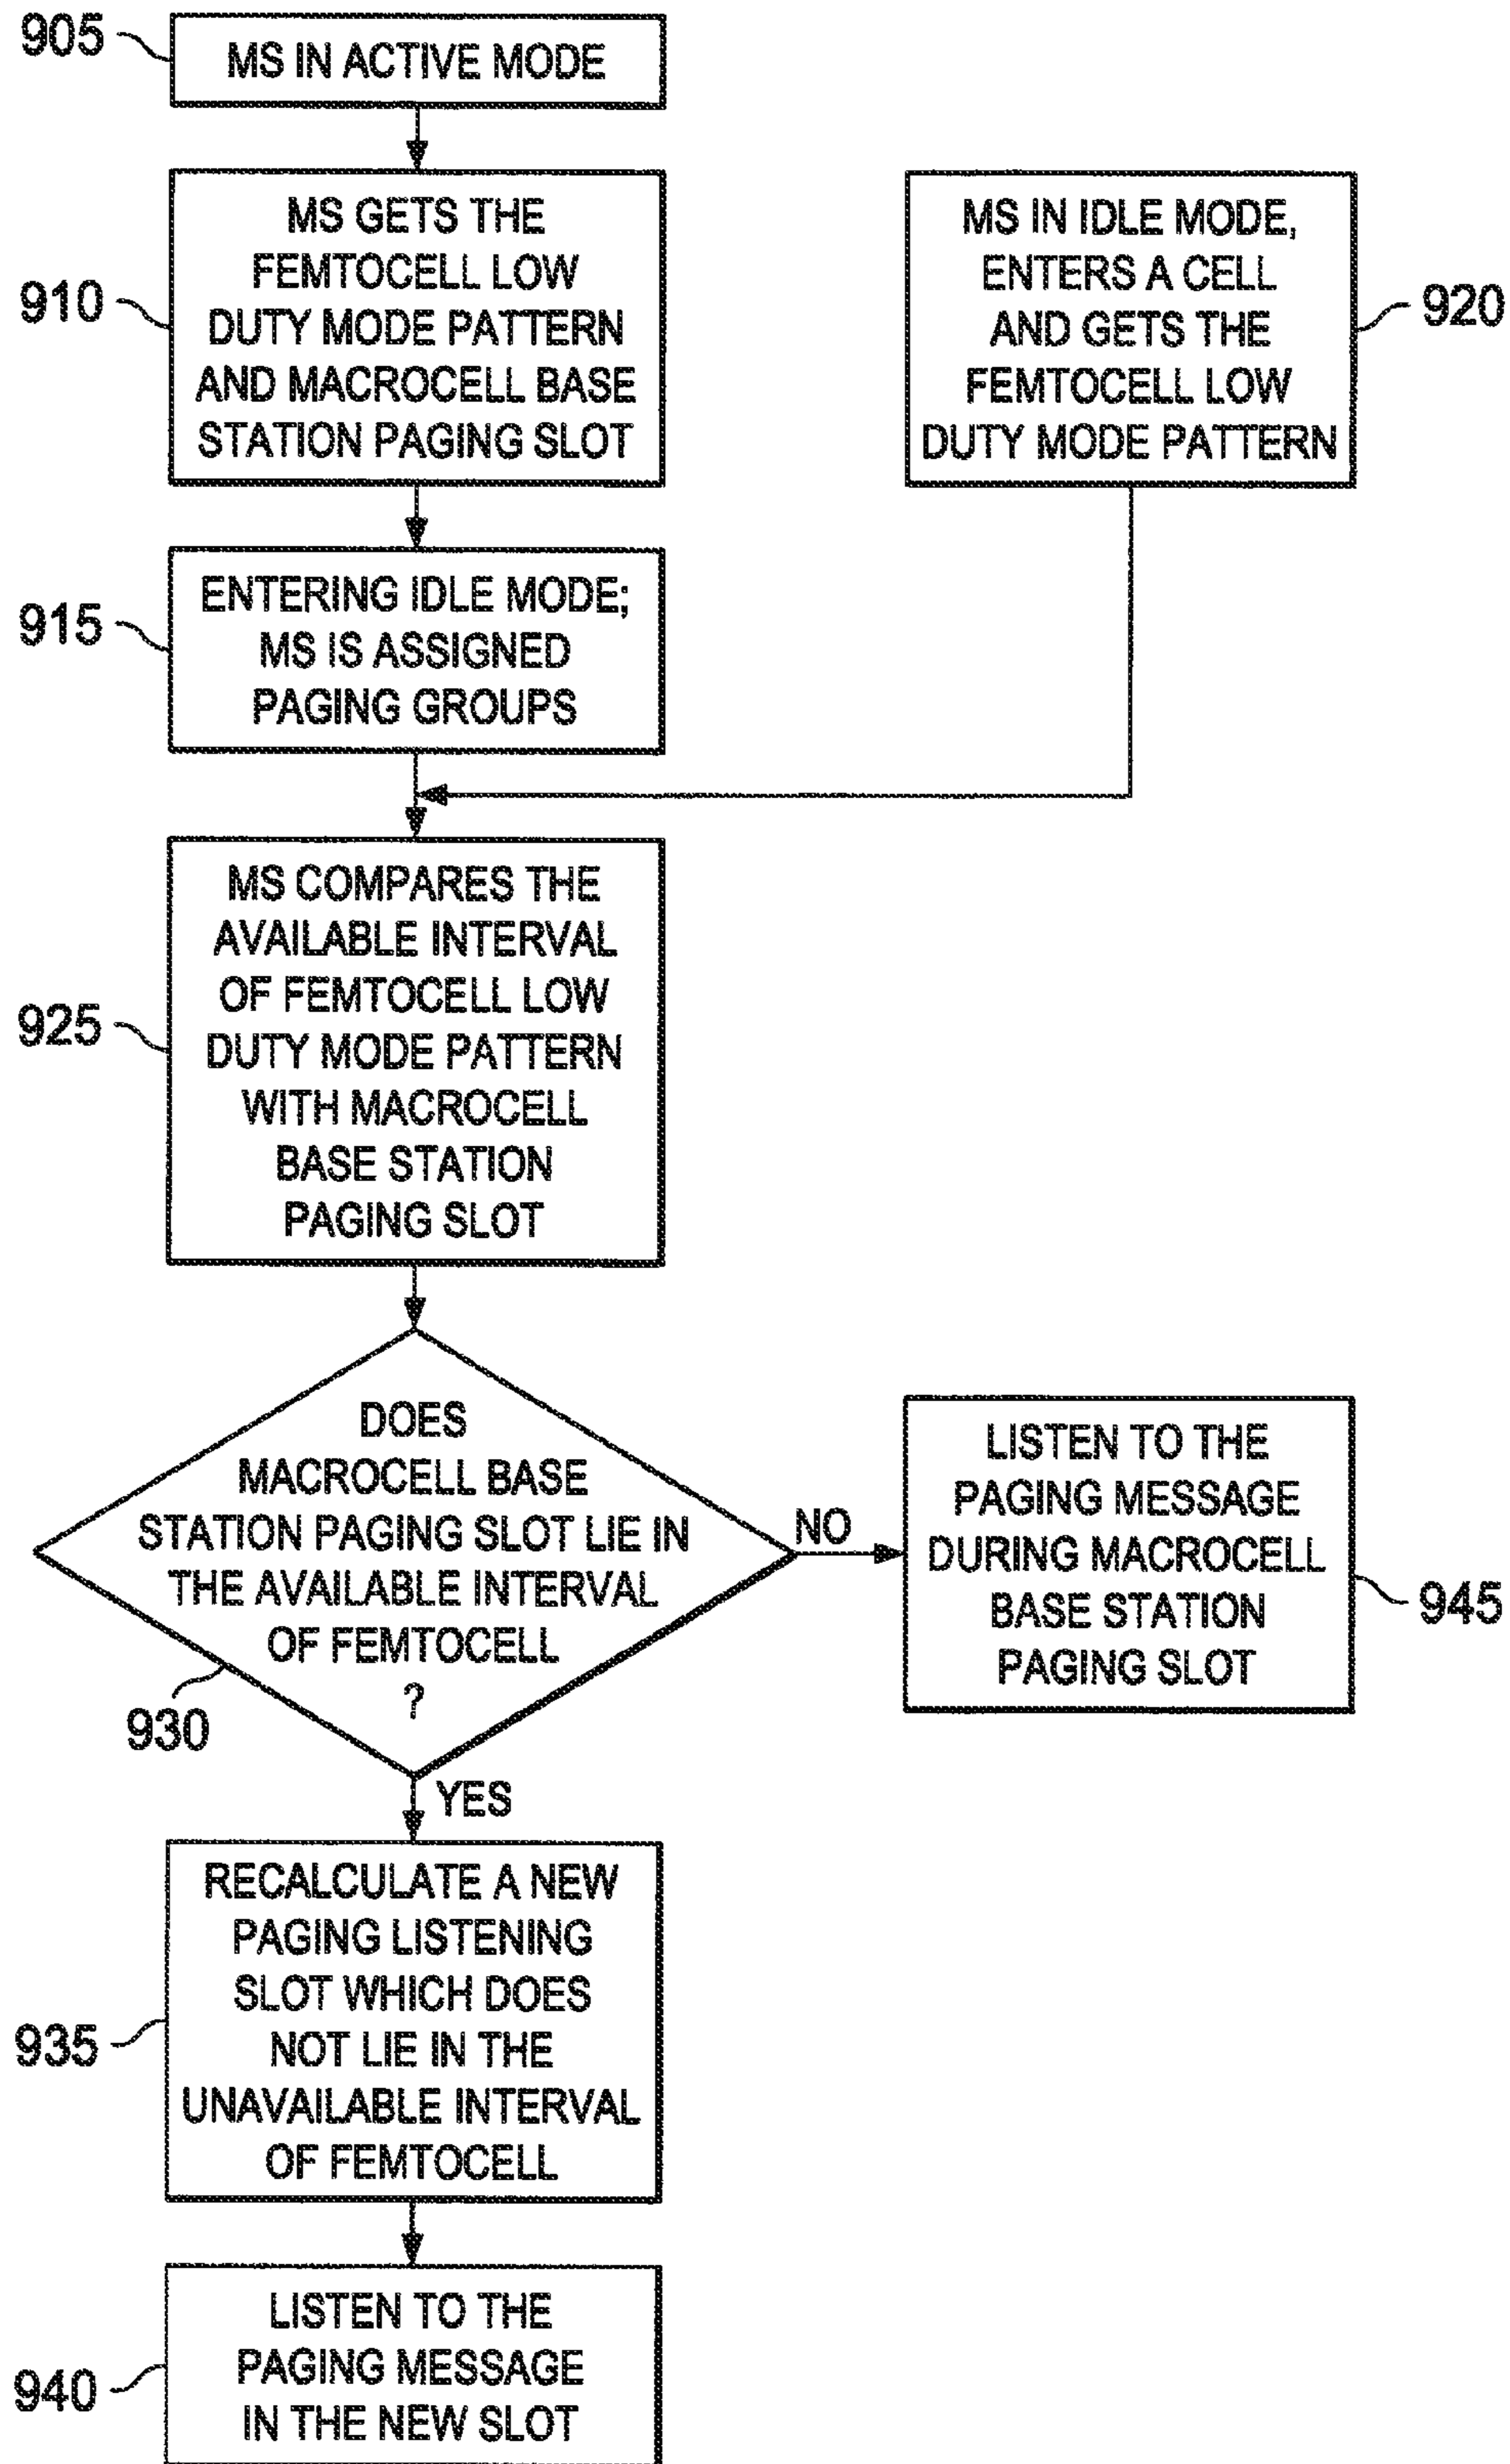 905
MS IN ACTIVE MODE
910
MS GETS THE
FEMTOCELL LOW
DUTY MODE PATTERN
AND MACROCELL BASE
STATION PAGING SLOT
MS IN IDLE MODE,
ENTERS A CELL
AND GETS THE
FEMTOCELL LOW
DUTY MODE PATTERN
920
915
ENTERING IDLE MODE;
MS IS ASSIGNED
PAGING GROUPS
925
MS COMPARES THE
AVAILABLE INTERVAL
OF FEMTOCELL LOW
DUTY MODE PATTERN
WITH MACROCELL
BASE STATION
PAGING SLOT
DOES
MACROCELL BASE
STATION PAGING SLOT LIE IN
THE AVAILABLE INTERVAL
OF FEMTOCELL
?
930
NO
LISTEN TO THE
PAGING MESSAGE
DURING MACROCELL
BASE STATION
PAGING SLOT
945
YES
935
RECALCULATE A NEW
PAGING LISTENING
SLOT WHICH DOES
NOT LIE IN THE
UNAVAILABLE INTERVAL
OF FEMTOCELL
940
LISTEN TO THE
PAGING MESSAGE
IN THE NEW SLOT